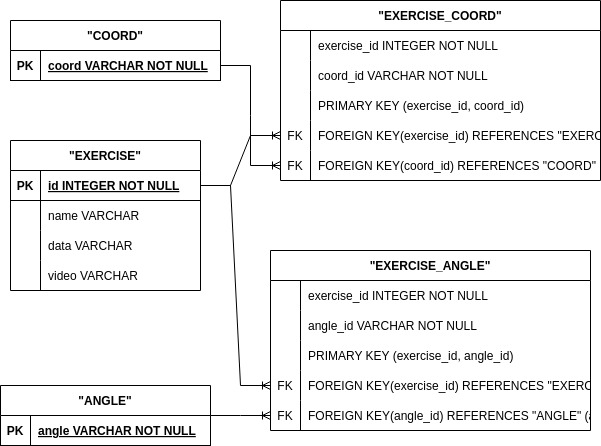 "COORD"
PK coord VARCHAR NOT NULL
"EXERCISE"
PK id INTEGER NOT NULL
name VARCHAR
data VARCHAR
video VARCHAR
"ANGLE"
PK angle VARCHAR NOT NULL
"EXERCISE_COORD"
exercise_id INTEGER NOT NULL
coord_id VARCHAR NOT NULL
PRIMARY KEY (exercise_id, coord_id)
FK FOREIGN KEY(exercise_id) REFERENCES "EXERC
FK FOREIGN KEY(coord_id) REFERENCES "COORD"
"EXERCISE_ANGLE"
exercise_id INTEGER NOT NULL
angle_id VARCHAR NOT NULL
PRIMARY KEY (exercise_id, angle_id)
FK FOREIGN KEY(exercise_id) REFERENCES "EXERC
FK FOREIGN KEY(angle_id) REFERENCES "ANGLE" (